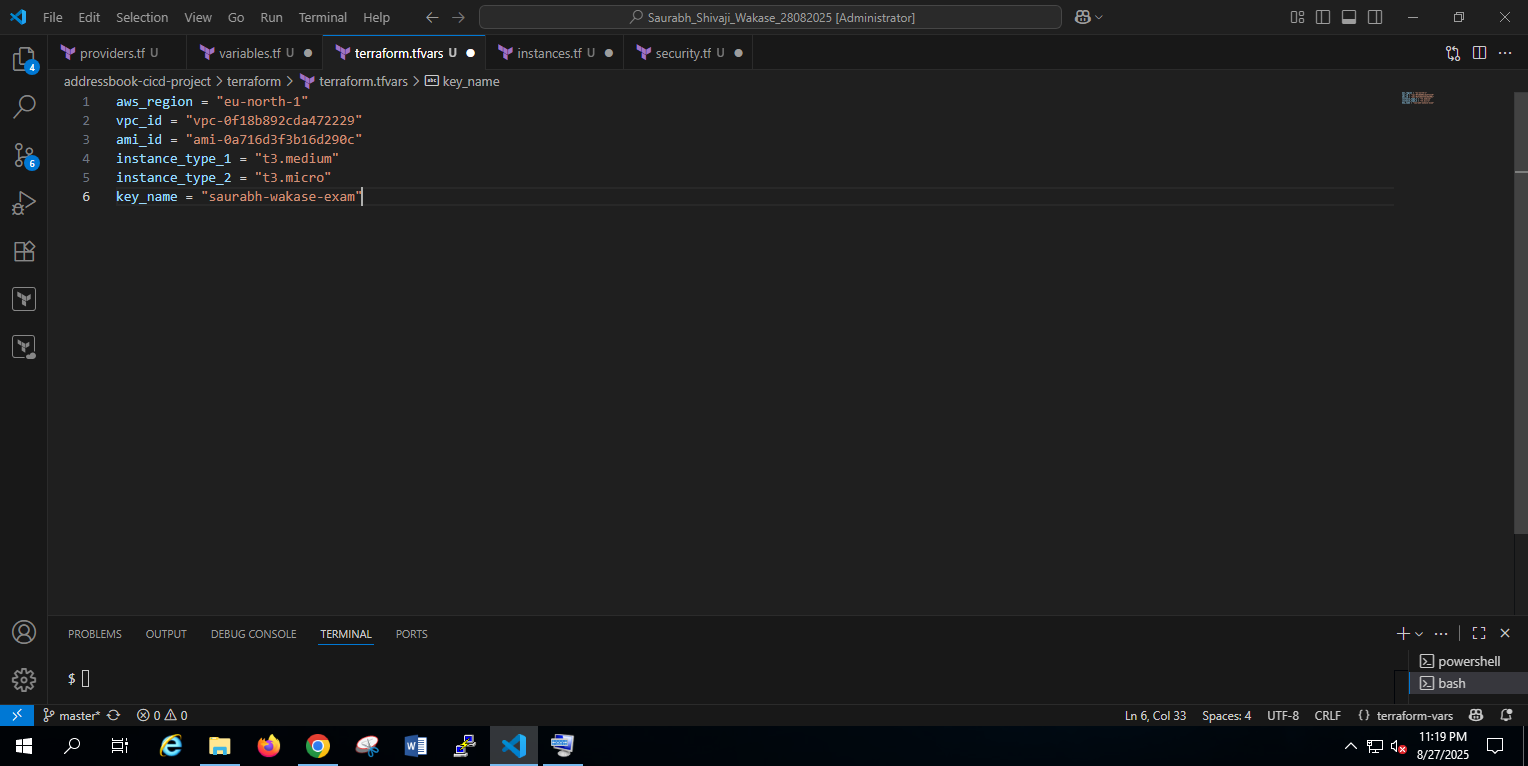 File Edit Selection View Go Run Terminal Help
Saurabh_Shivaji_Wakase_28082025 [Administrator]
providers.tf U
variables.tf U
terraform.tfvars U
instances.tf U
security.tf U
addressbook-cicd-project > terraform > terraform.tfvars > abc key_name
1 aws_region = "eu-north-1"
2 vpc_id = "vpc-0f18b892cda472229"
3 ami_id = "ami-0a716d3f3b16d290c"
4 instance_type_1 = "t3.medium"
5 instance_type_2 = "t3.micro"
6 key_name = "saurabh-wakase-exam"
4
6
PROBLEMS OUTPUT DEBUG CONSOLE TERMINAL PORTS
$
powershell
bash
master* 0 0
Ln 6, Col 33 Spaces: 4 UTF-8 CRLF {} terraform-vars
11:19 PM
8/27/2025